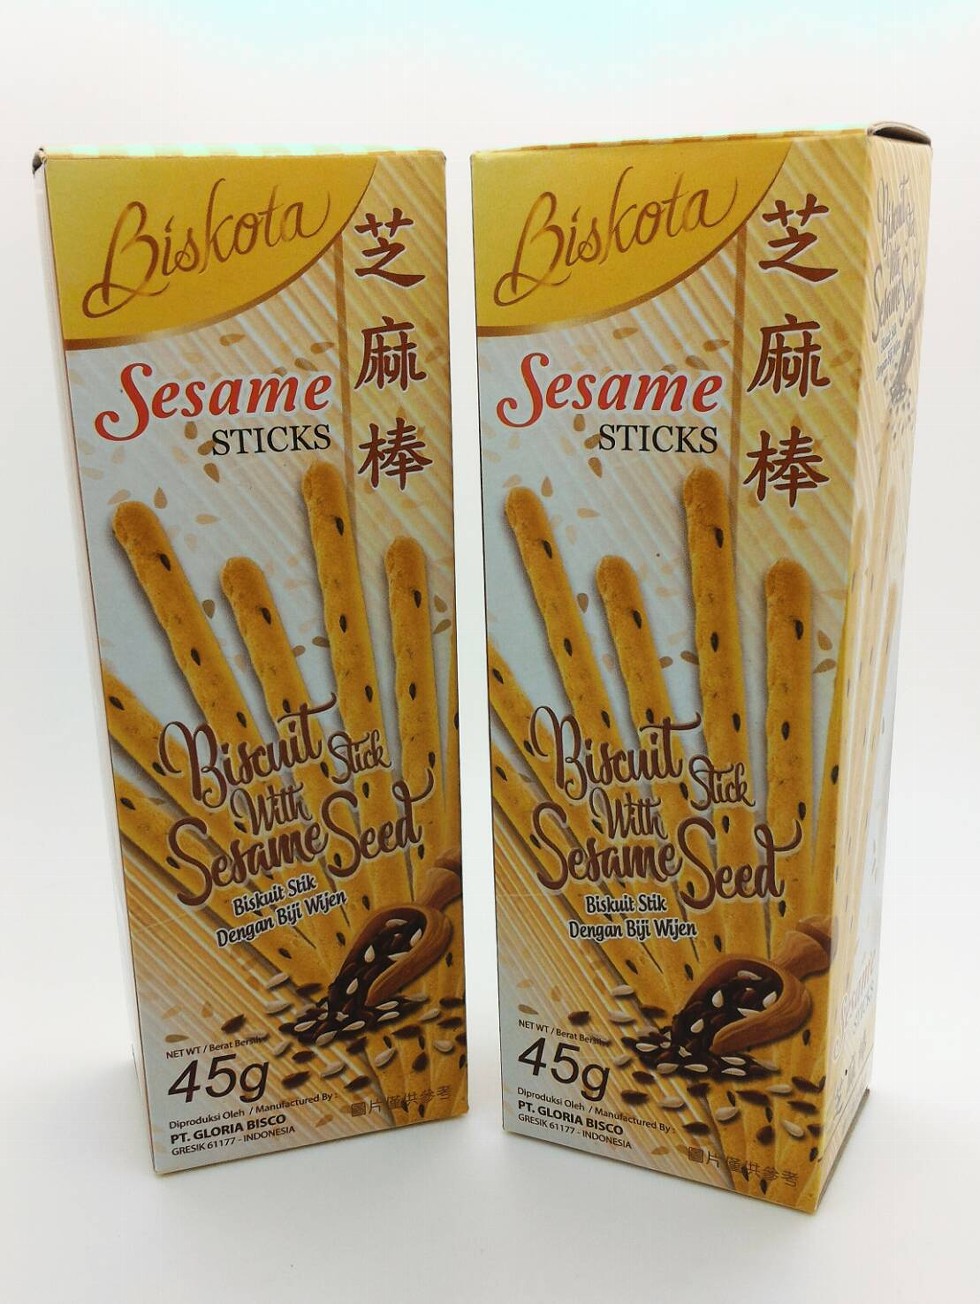 Biskota
芝
麻
棒
Sesame
STICKS
Biscuit Stick
With
Sesame Seed
Biskuit Stik
Dengan Biji Wijen
NET WT / Berat Bersih
45g
Diproduksi Oleh / Manufactured By :
PT. GLORIA BISCO
GRESIK 61177 - INDONESIA
圖片僅供參考
Biskota
芝
麻
棒
Sesame
STICKS
Biscuit Stick
With
Sesame Seed
Biskuit Stik
Dengan Biji Wijen
NET WT / Berat Bersih
45g
Diproduksi Oleh / Manufactured By :
PT. GLORIA BISCO
GRESIK 61177 - INDONESIA
圖片僅供參考